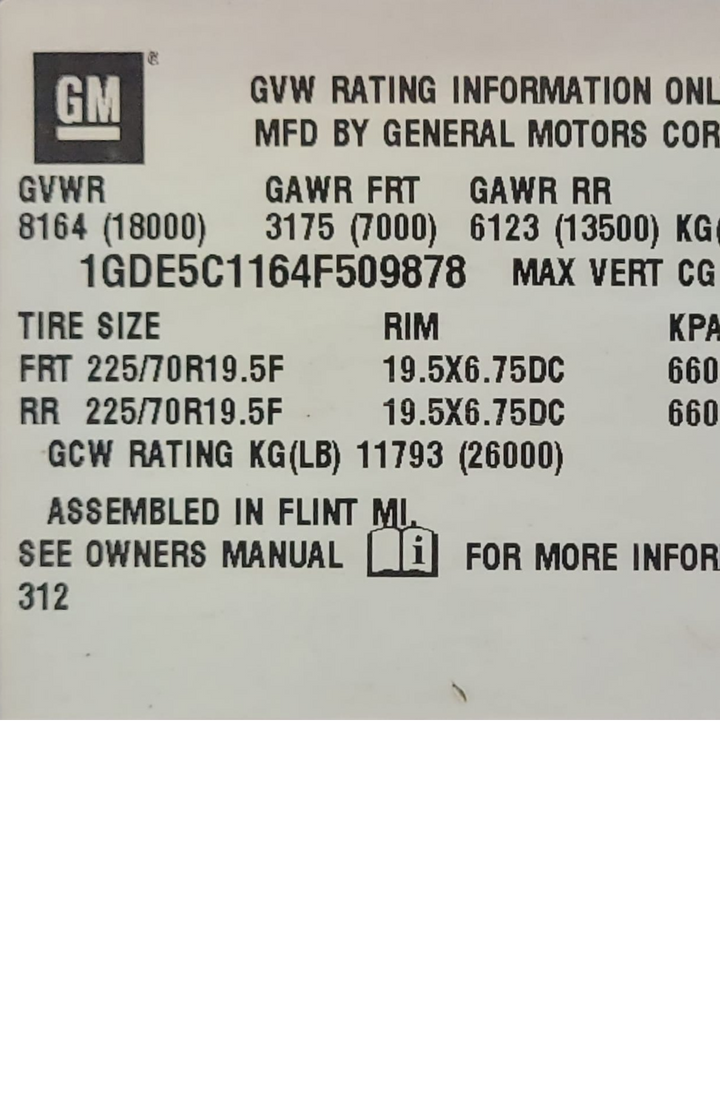 GM ®
GVW RATING INFORMATION ONL
MFD BY GENERAL MOTORS COR
GVWR GAWR FRT GAWR RR
8164 (18000) 3175 (7000) 6123 (13500) KG(
1GDE5C1164F509878 MAX VERT CG
TIRE SIZE RIM KPA
FRT 225/70R19.5F 19.5X6.75DC 660
RR 225/70R19.5F 19.5X6.75DC 660
GCW RATING KG(LB) 11793 (26000)
ASSEMBLED IN FLINT MI.
SEE OWNERS MANUAL i FOR MORE INFOR
312